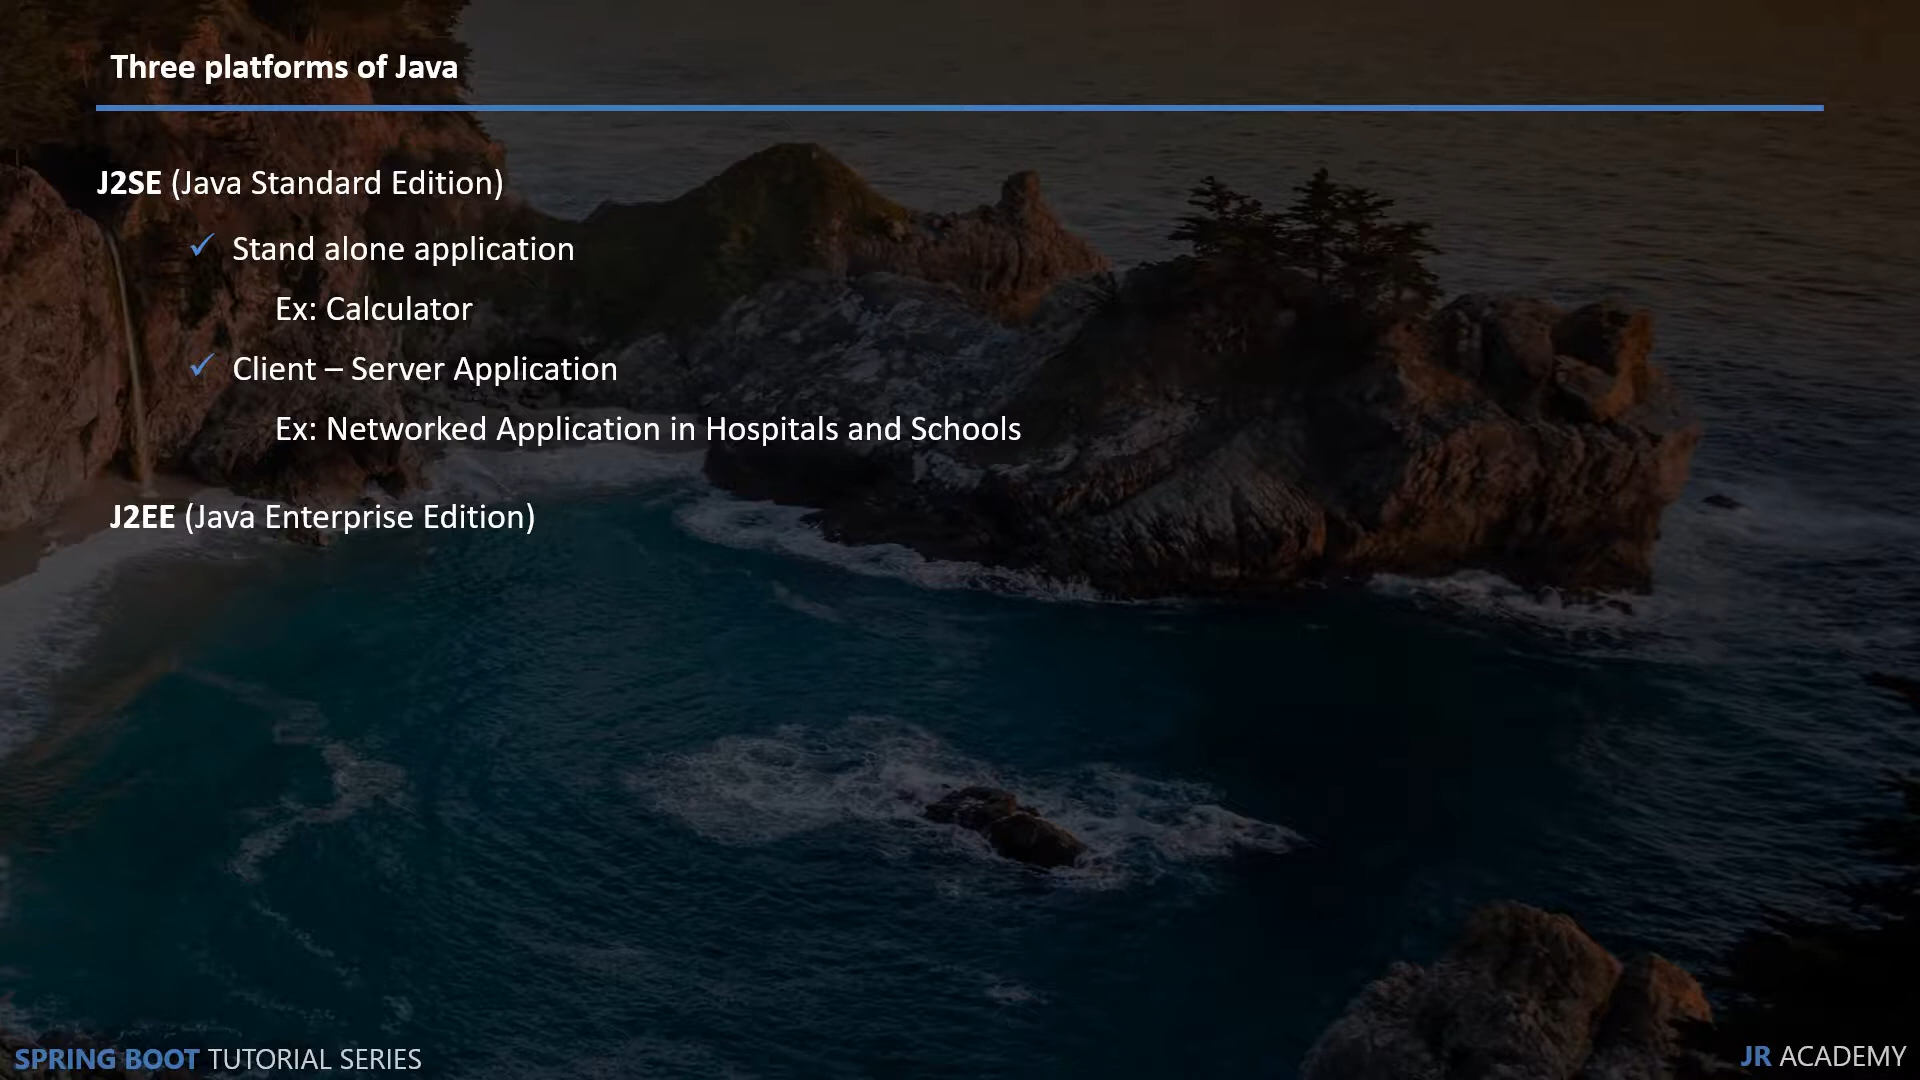 Three platforms of Java
J2SE (Java Standard Edition)
✓ Stand alone application
Ex: Calculator
✓ Client – Server Application
Ex: Networked Application in Hospitals and Schools
J2EE (Java Enterprise Edition)
SPRING BOOT TUTORIAL SERIES
JR ACADEMY